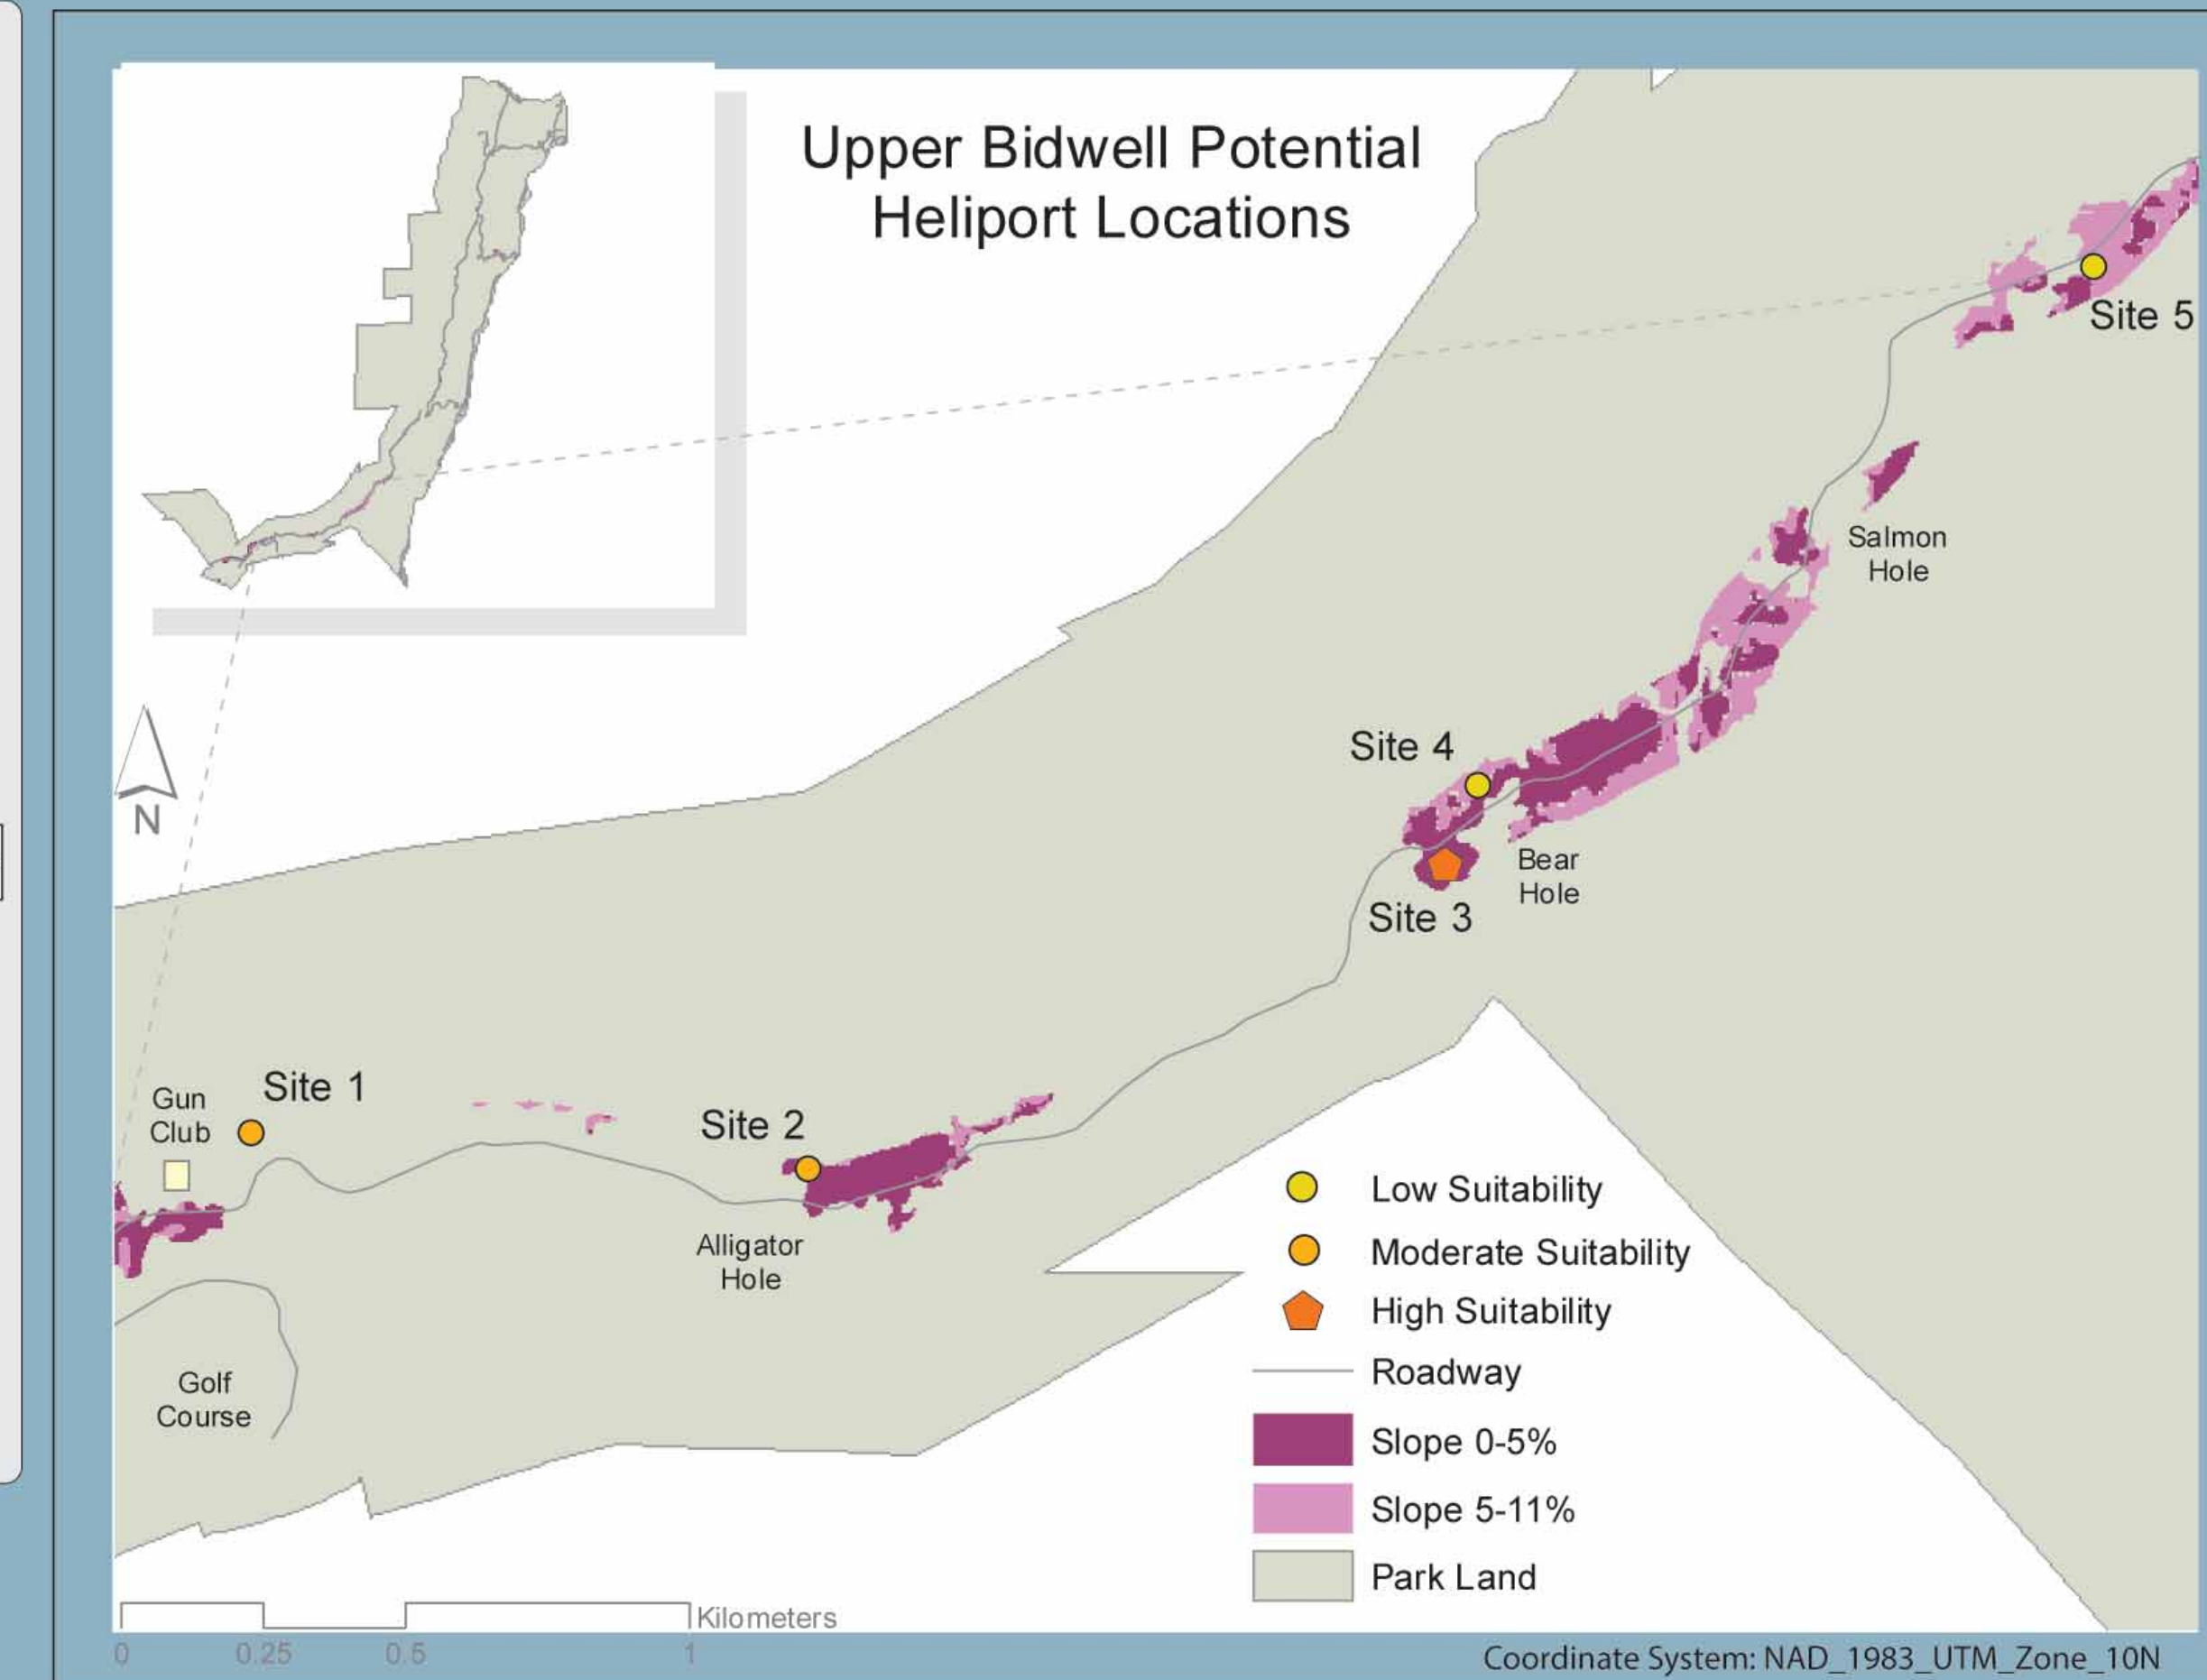 Upper Bidwell Potential
Heliport Locations
Site 5
Salmon
Hole
Site 4
N
Bear
Hole
Site 3
Site 1
Gun
Club
Site 2
Alligator
Hole
Golf
Course
Low Suitability
Moderate Suitability
High Suitability
Roadway
Slope 0-5%
Slope 5-11%
Park Land
Kilometers
0 0.25 0.5 1
Coordinate System: NAD_1983_UTM_Zone_10N